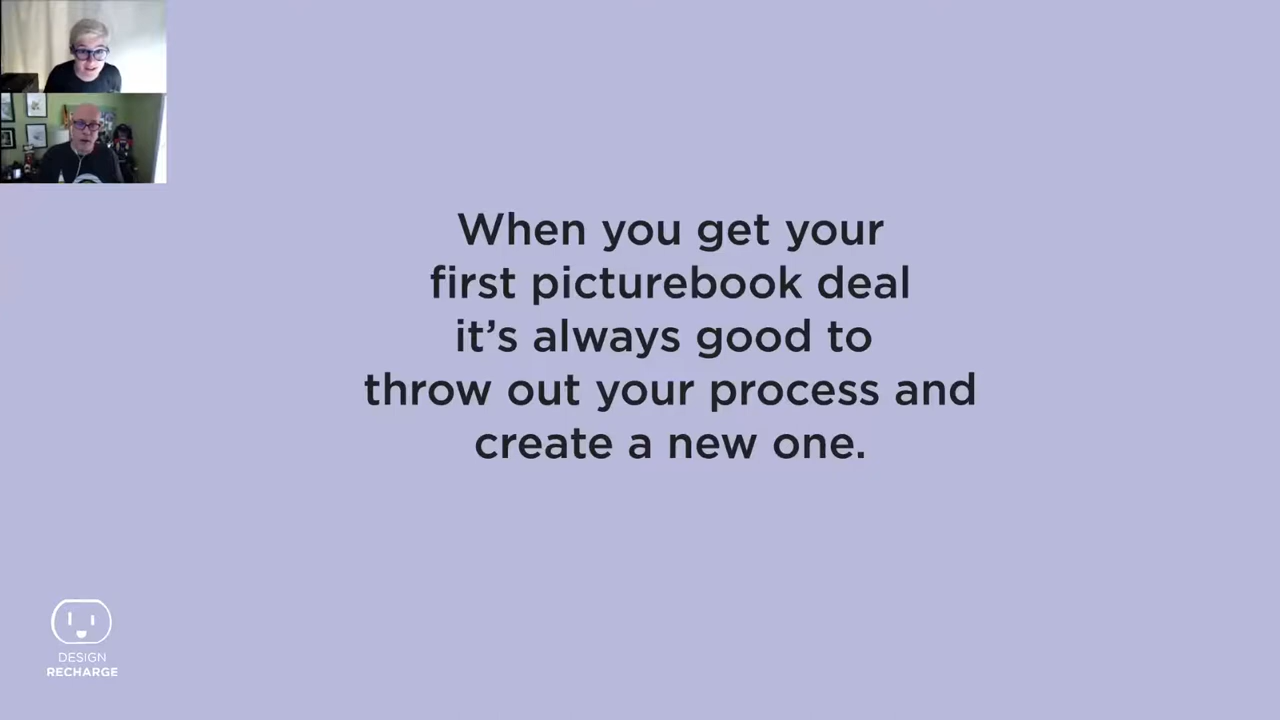 When you get your
first picturebook deal
it’s always good to
throw out your process and
create a new one.
DESIGN
RECHARGE